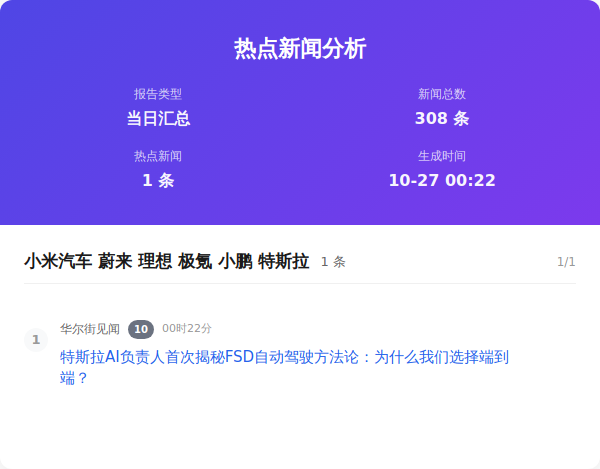 热点新闻分析
报告类型
当日汇总
新闻总数
308 条
热点新闻
1 条
生成时间
10-27 00:22
小米汽车 蔚来 理想 极氪 小鹏 特斯拉 1 条 1/1
1
华尔街见闻 10 00时22分
特斯拉AI负责人首次揭秘FSD自动驾驶方法论：为什么我们选择端到
端？